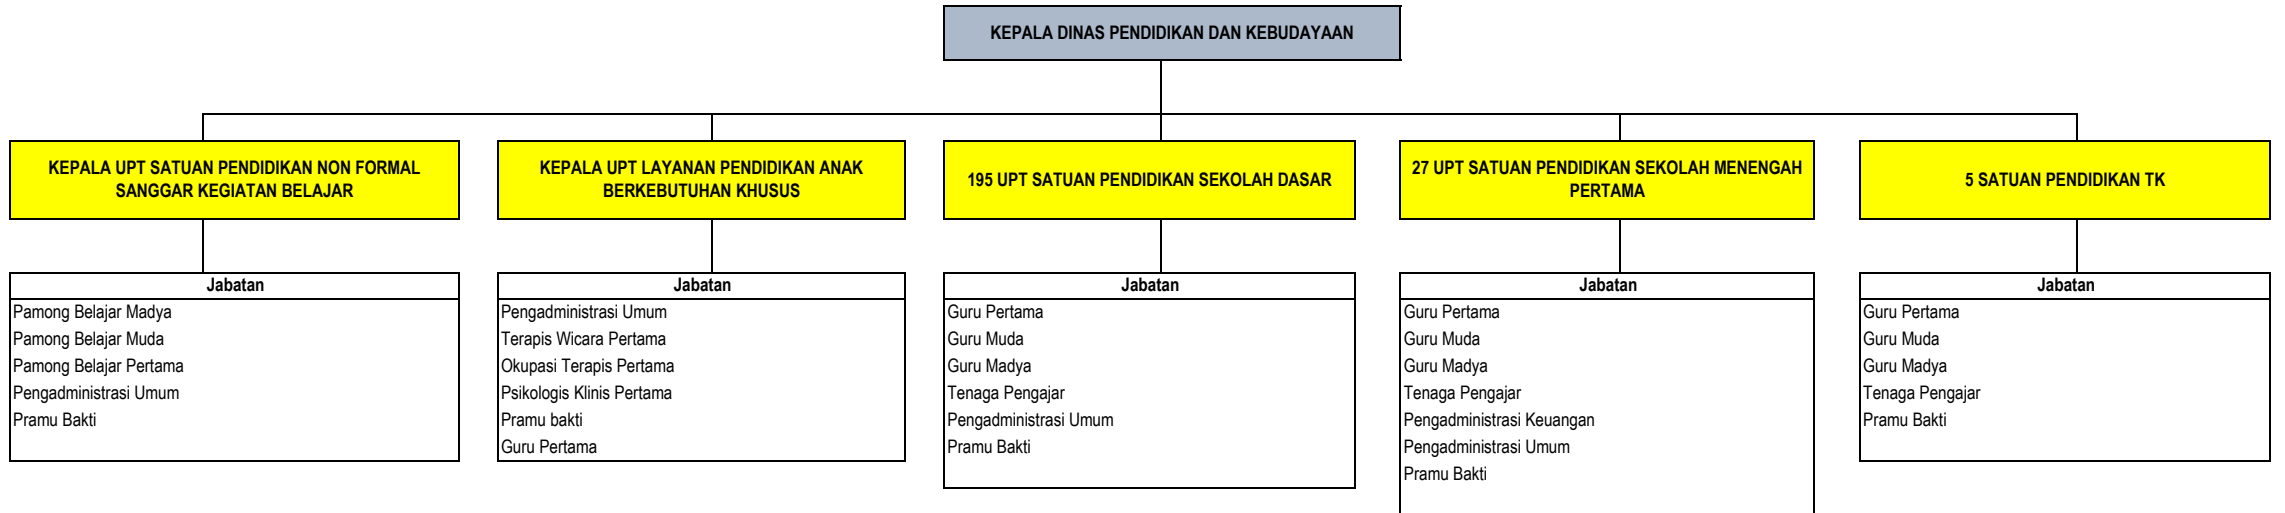 KEPALA DINAS PENDIDIKAN DAN KEBUDAYAAN
KEPALA UPT SATUAN PENDIDIKAN NON FORMAL
SANGGAR KEGIATAN BELAJAR
KEPALA UPT LAYANAN PENDIDIKAN ANAK
BERKEBUTUHAN KHUSUS
195 UPT SATUAN PENDIDIKAN SEKOLAH DASAR
27 UPT SATUAN PENDIDIKAN SEKOLAH MENENGAH
PERTAMA
5 SATUAN PENDIDIKAN TK
Jabatan
Pamong Belajar Madya
Pamong Belajar Muda
Pamong Belajar Pertama
Pengadministrasi Umum
Pramu Bakti
Jabatan
Pengadministrasi Umum
Terapis Wicara Pertama
Okupasi Terapis Pertama
Psikologis Klinis Pertama
Pramu bakti
Guru Pertama
Jabatan
Guru Pertama
Guru Muda
Guru Madya
Tenaga Pengajar
Pengadministrasi Umum
Pramu Bakti
Jabatan
Guru Pertama
Guru Muda
Guru Madya
Tenaga Pengajar
Pengadministrasi Keuangan
Pengadministrasi Umum
Pramu Bakti
Jabatan
Guru Pertama
Guru Muda
Guru Madya
Tenaga Pengajar
Pramu Bakti